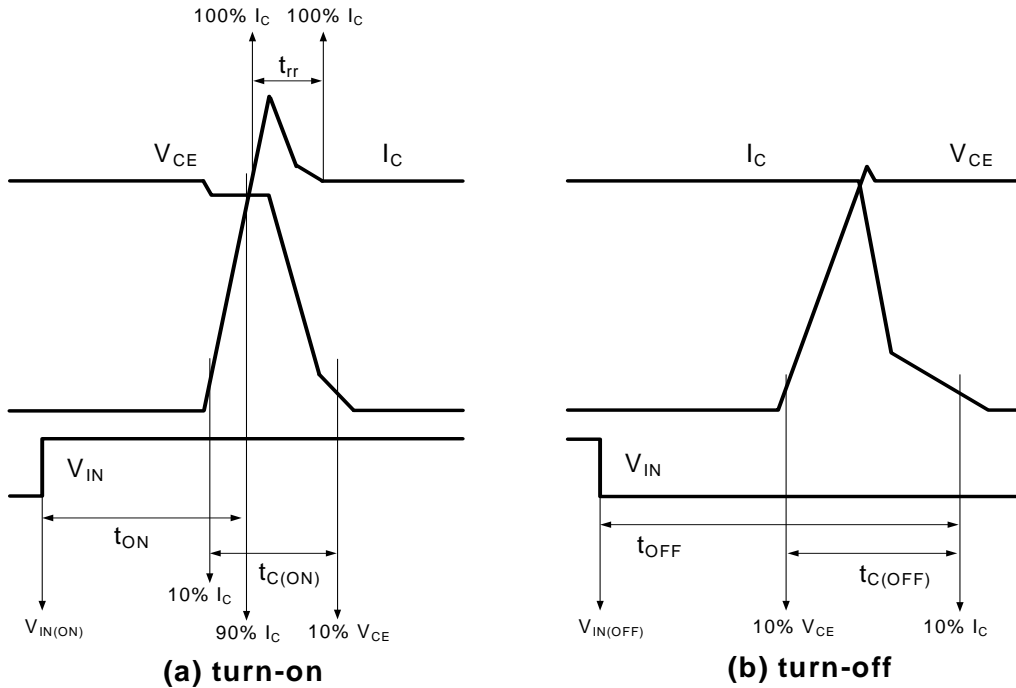 100% IC 100% IC
trr
VCE IC
IC VCE
VIN
VIN
tON
tOFF
tC(ON)
tC(OFF)
10% IC
VIN(ON)
90% IC 10% VCE
VIN(OFF)
10% VCE 10% IC
(a) turn-on
(b) turn-off